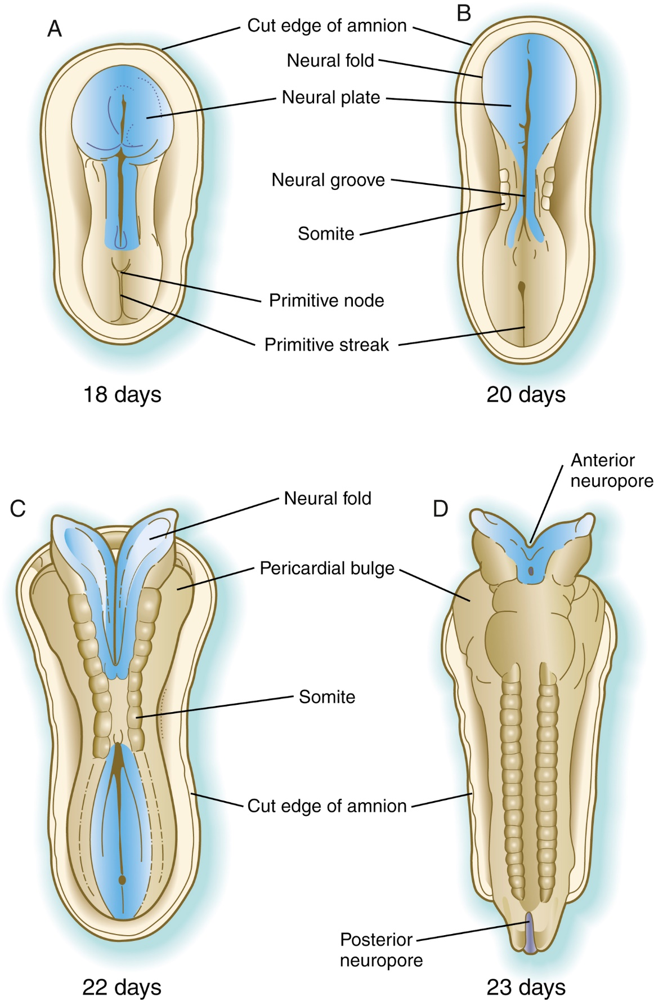 A
B
Cut edge of amnion
Neural fold
Neural plate
Neural groove
Somite
Primitive node
Primitive streak
18 days
20 days
Anterior
neuropore
C
Neural fold
D
Pericardial bulge
Somite
Cut edge of amnion
Posterior
neuropore
22 days
23 days